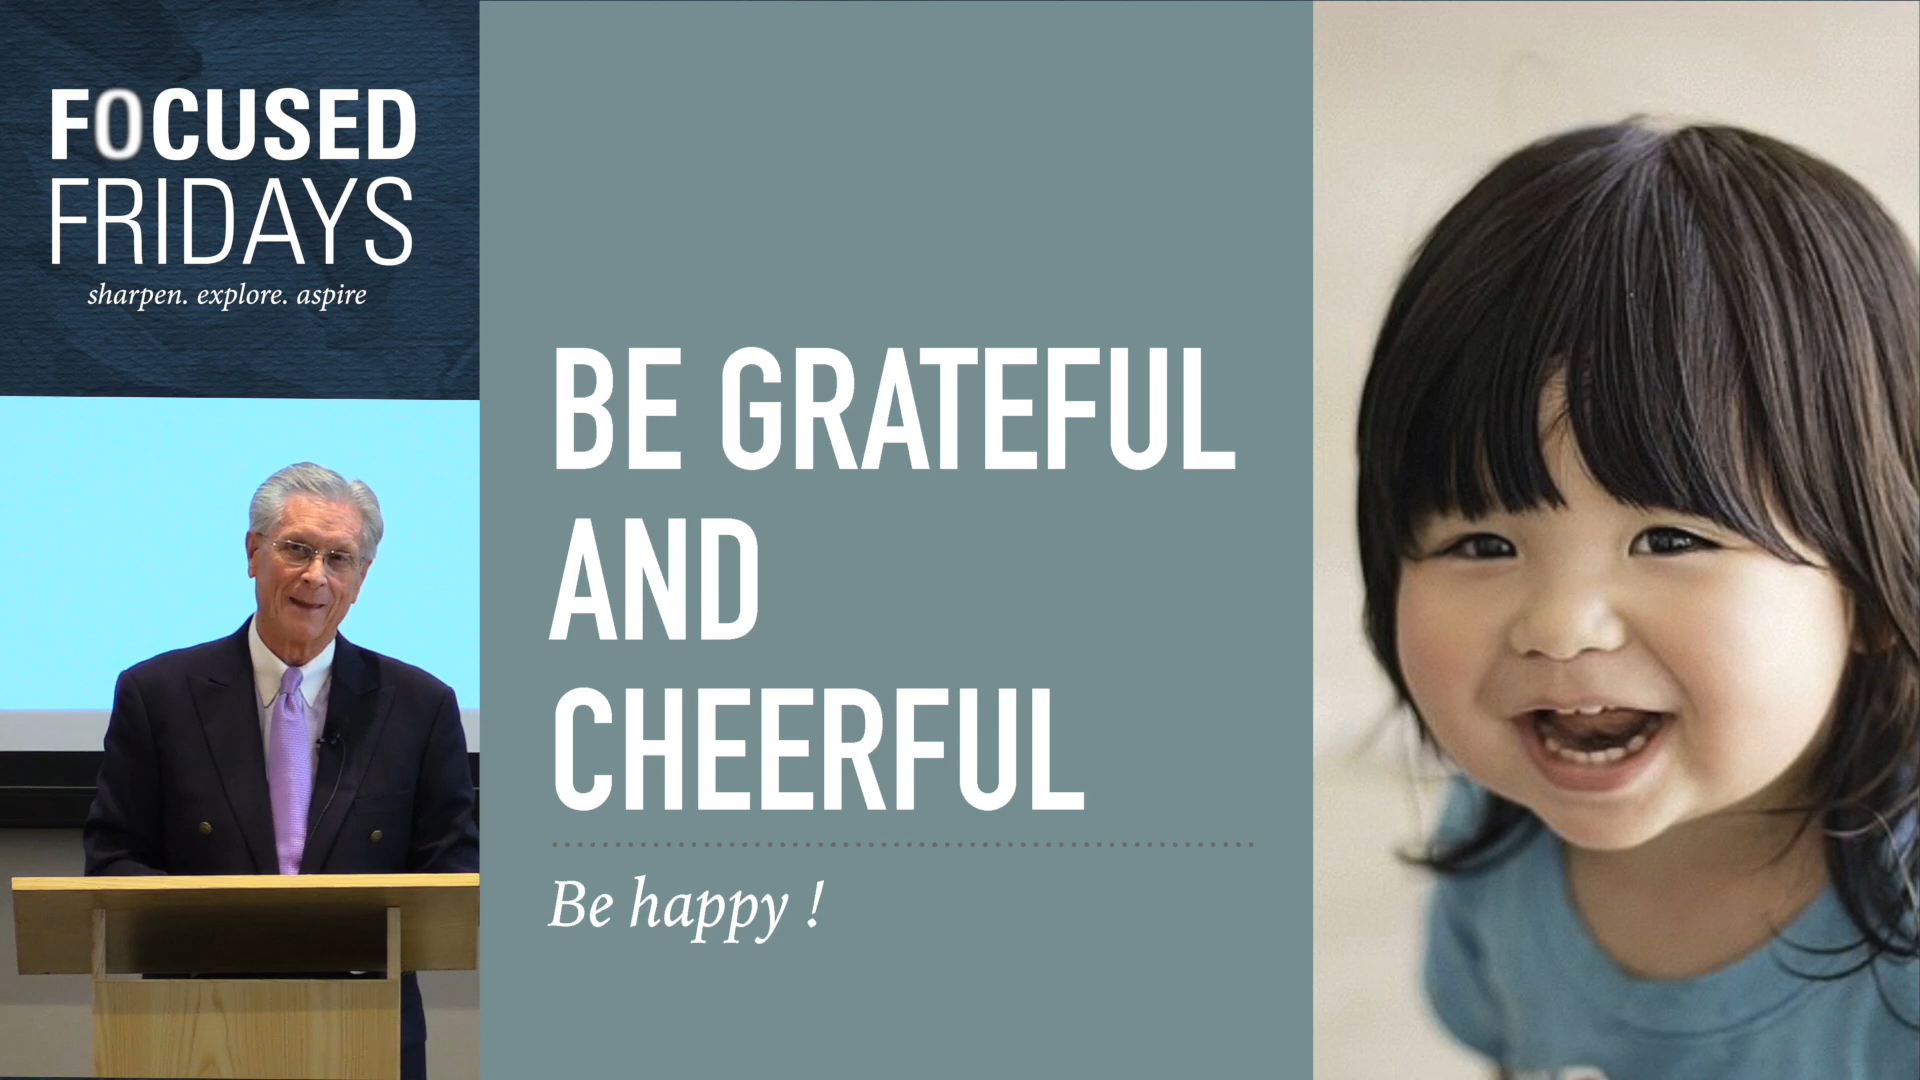 FOCUSED
FRIDAYS
sharpen. explore. aspire
BE GRATEFUL
AND
CHEERFUL
Be happy !